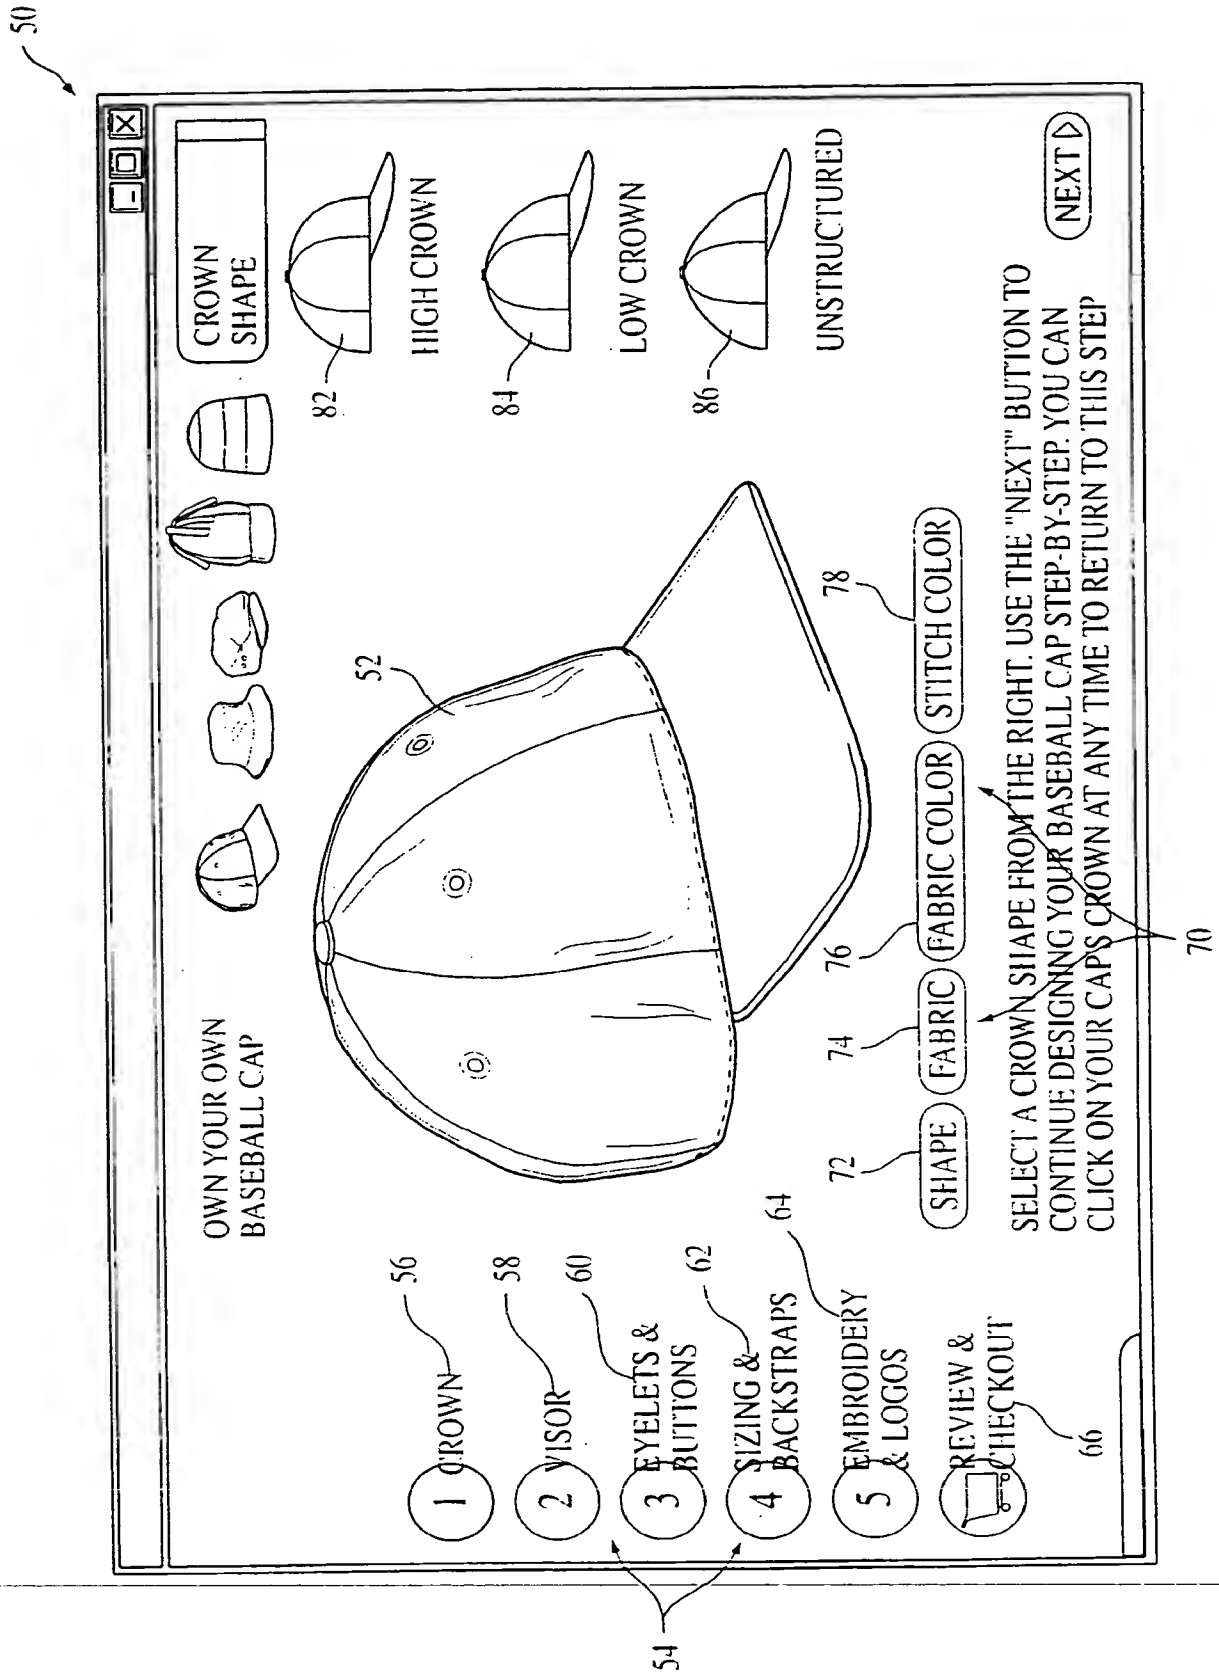 50
OWN YOUR OWN
BASEBALL CAP
CROWN
SHAPE
56
1 CROWN
58
2 VISOR
60
3 EYELETS &
BUTTONS
62
4 SIZING &
BACKSTRAPS
64
5 EMBROIDERY
& LOGOS
REVIEW &
CHECKOUT
66
54
52
82
HIGH CROWN
84
LOW CROWN
86
UNSTRUCTURED
72
74
76
78
SHAPE
FABRIC
FABRIC COLOR
STITCH COLOR
SELECT A CROWN SHAPE FROM THE RIGHT. USE THE "NEXT" BUTTON TO
CONTINUE DESIGNING YOUR BASEBALL CAP STEP-BY-STEP. YOU CAN
CLICK ON YOUR CAPS CROWN AT ANY TIME TO RETURN TO THIS STEP
NEXT
70